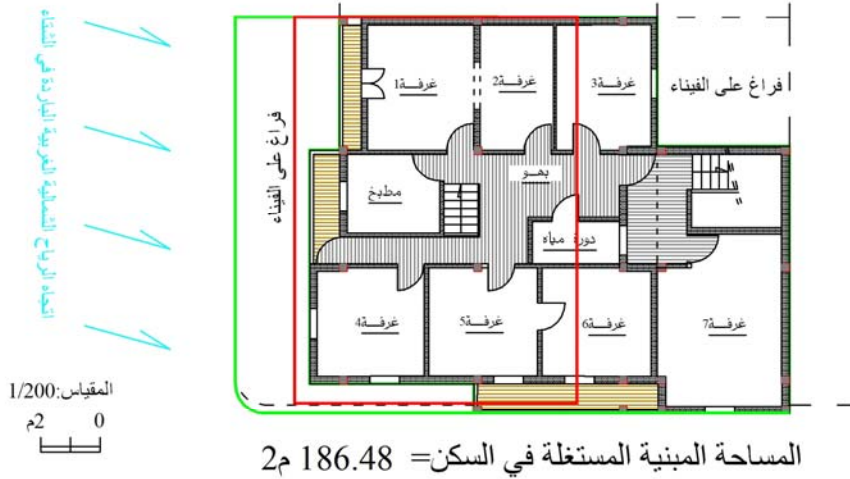 اتجاه الرياح الشمالية الغربية الباردة في الشتاء
فراغ على الفيناء
غرفة1
غرفة2
غرفة3
فراغ على الفيناء
بهو
مطبخ
دورة مياه
غرفة4
غرفة5
غرفة6
غرفة7
المقياس:1/200
2م 0
المساحة المبنية المستغلة في السكن= 186.48 م2